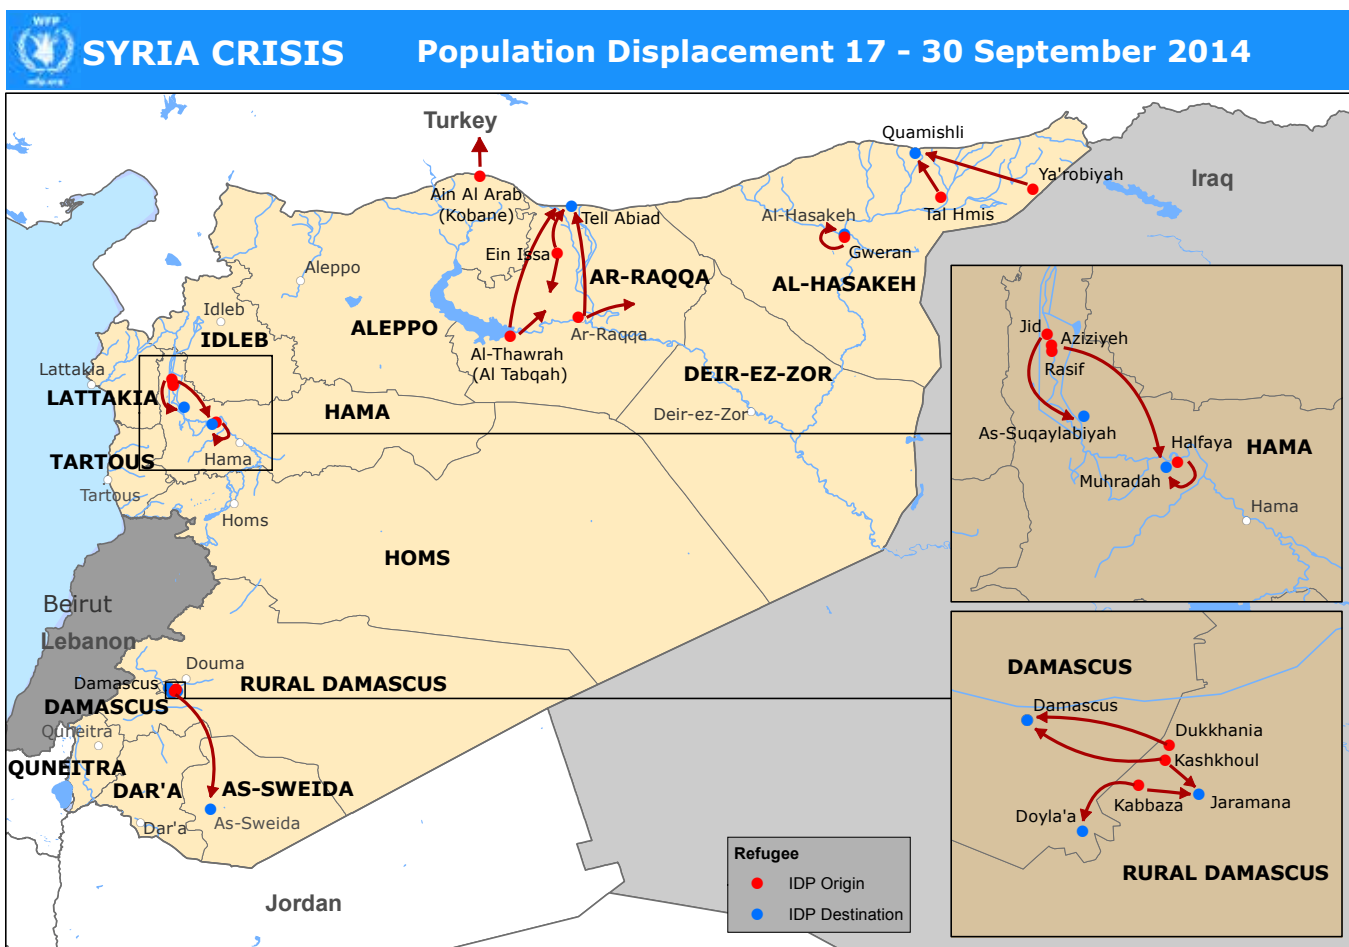 WFP
wfp.org
SYRIA CRISIS
Population Displacement 17 - 30 September 2014
Turkey
Quamishli
Ya'robiyah
Iraq
Ain Al Arab
(Kobane)
Tell Abiad
Al-Hasakeh
Tal Hmis
Gweran
Ein Issa
AR-RAQQA
AL-HASAKEH
Aleppo
Idleb
IDLEB
ALEPPO
Ar-Raqqa
Al-Thawrah
(Al Tabqah)
Lattakia
LATTAKIA
HAMA
DEIR-EZ-ZOR
Deir-ez-Zor
TARTOUS
Hama
Tartous
Homs
HOMS
Beirut
Lebanon
Douma
Damascus
DAMASCUS
RURAL DAMASCUS
Quneitra
QUNEITRA
DAR'A
AS-SWEIDA
Dar'a
As-Sweida
Jordan
Jid
Aziziyeh
Rasif
As-Suqaylabiyah
Halfaya
HAMA
Muhradah
Hama
DAMASCUS
Damascus
Dukkhania
Kashkhoul
Kabbaza
Jaramana
Doyla'a
RURAL DAMASCUS
Refugee
IDP Origin
IDP Destination